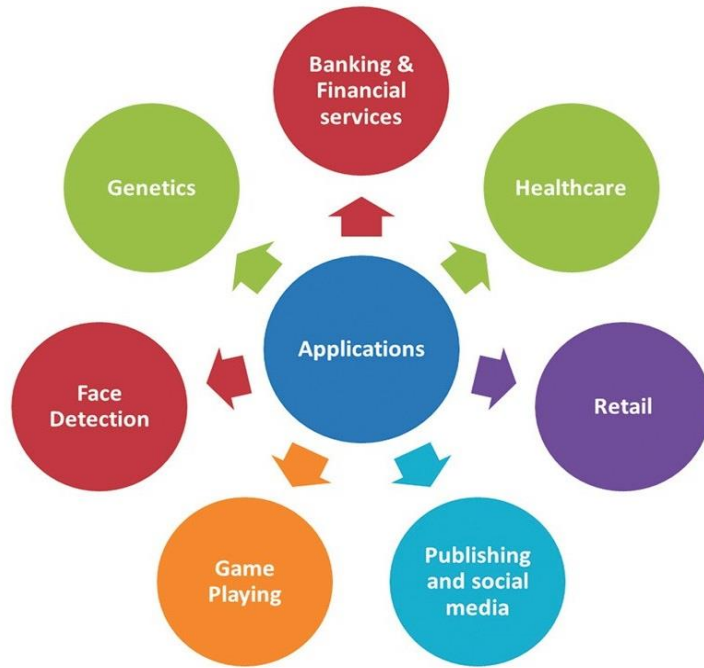 Banking &
Financial
services
Genetics
Healthcare
Applications
Face
Detection
Retail
Game
Playing
Publishing
and social
media